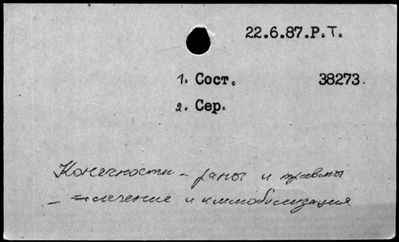 22.6.87.Р.Т.
1. Сост. 38273.
2. Сер.
Конечности - раны и травмы
- лечение и иммобилизация